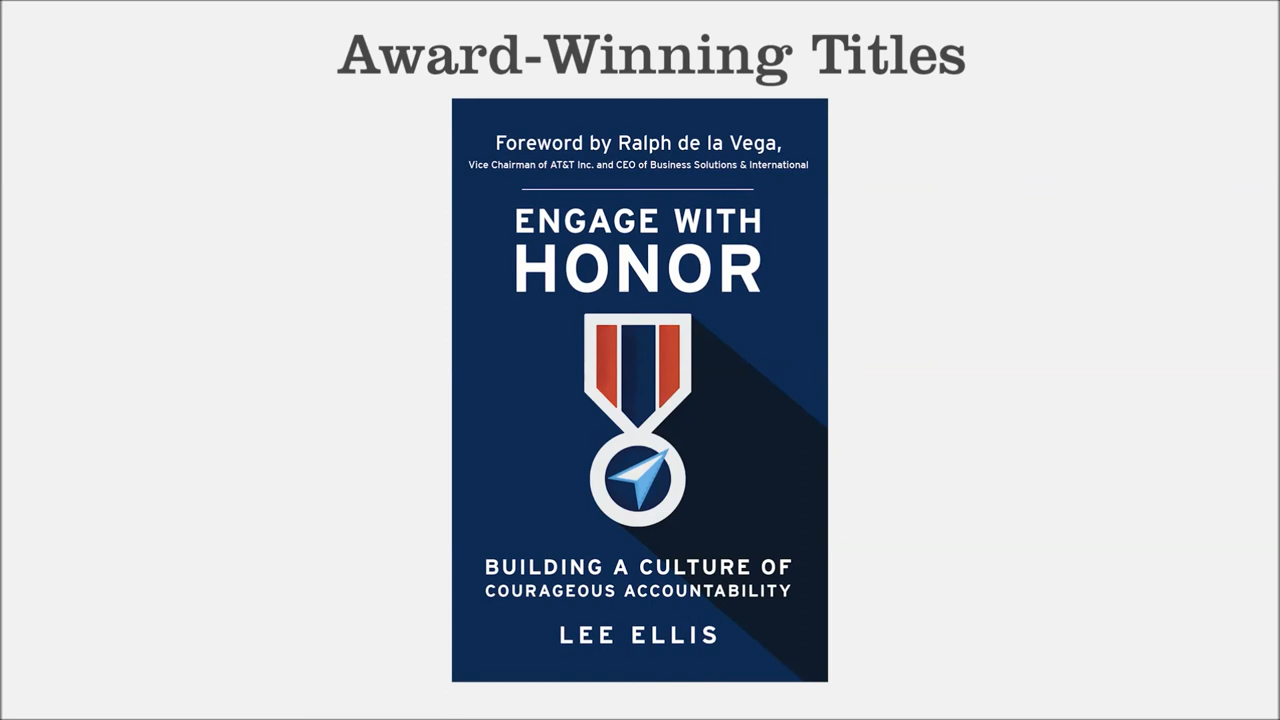 Award-Winning Titles
Foreword by Ralph de la Vega,
Vice Chairman of AT&T Inc. and CEO of Business Solutions & International
ENGAGE WITH
HONOR
BUILDING A CULTURE OF
COURAGEOUS ACCOUNTABILITY
LEE ELLIS